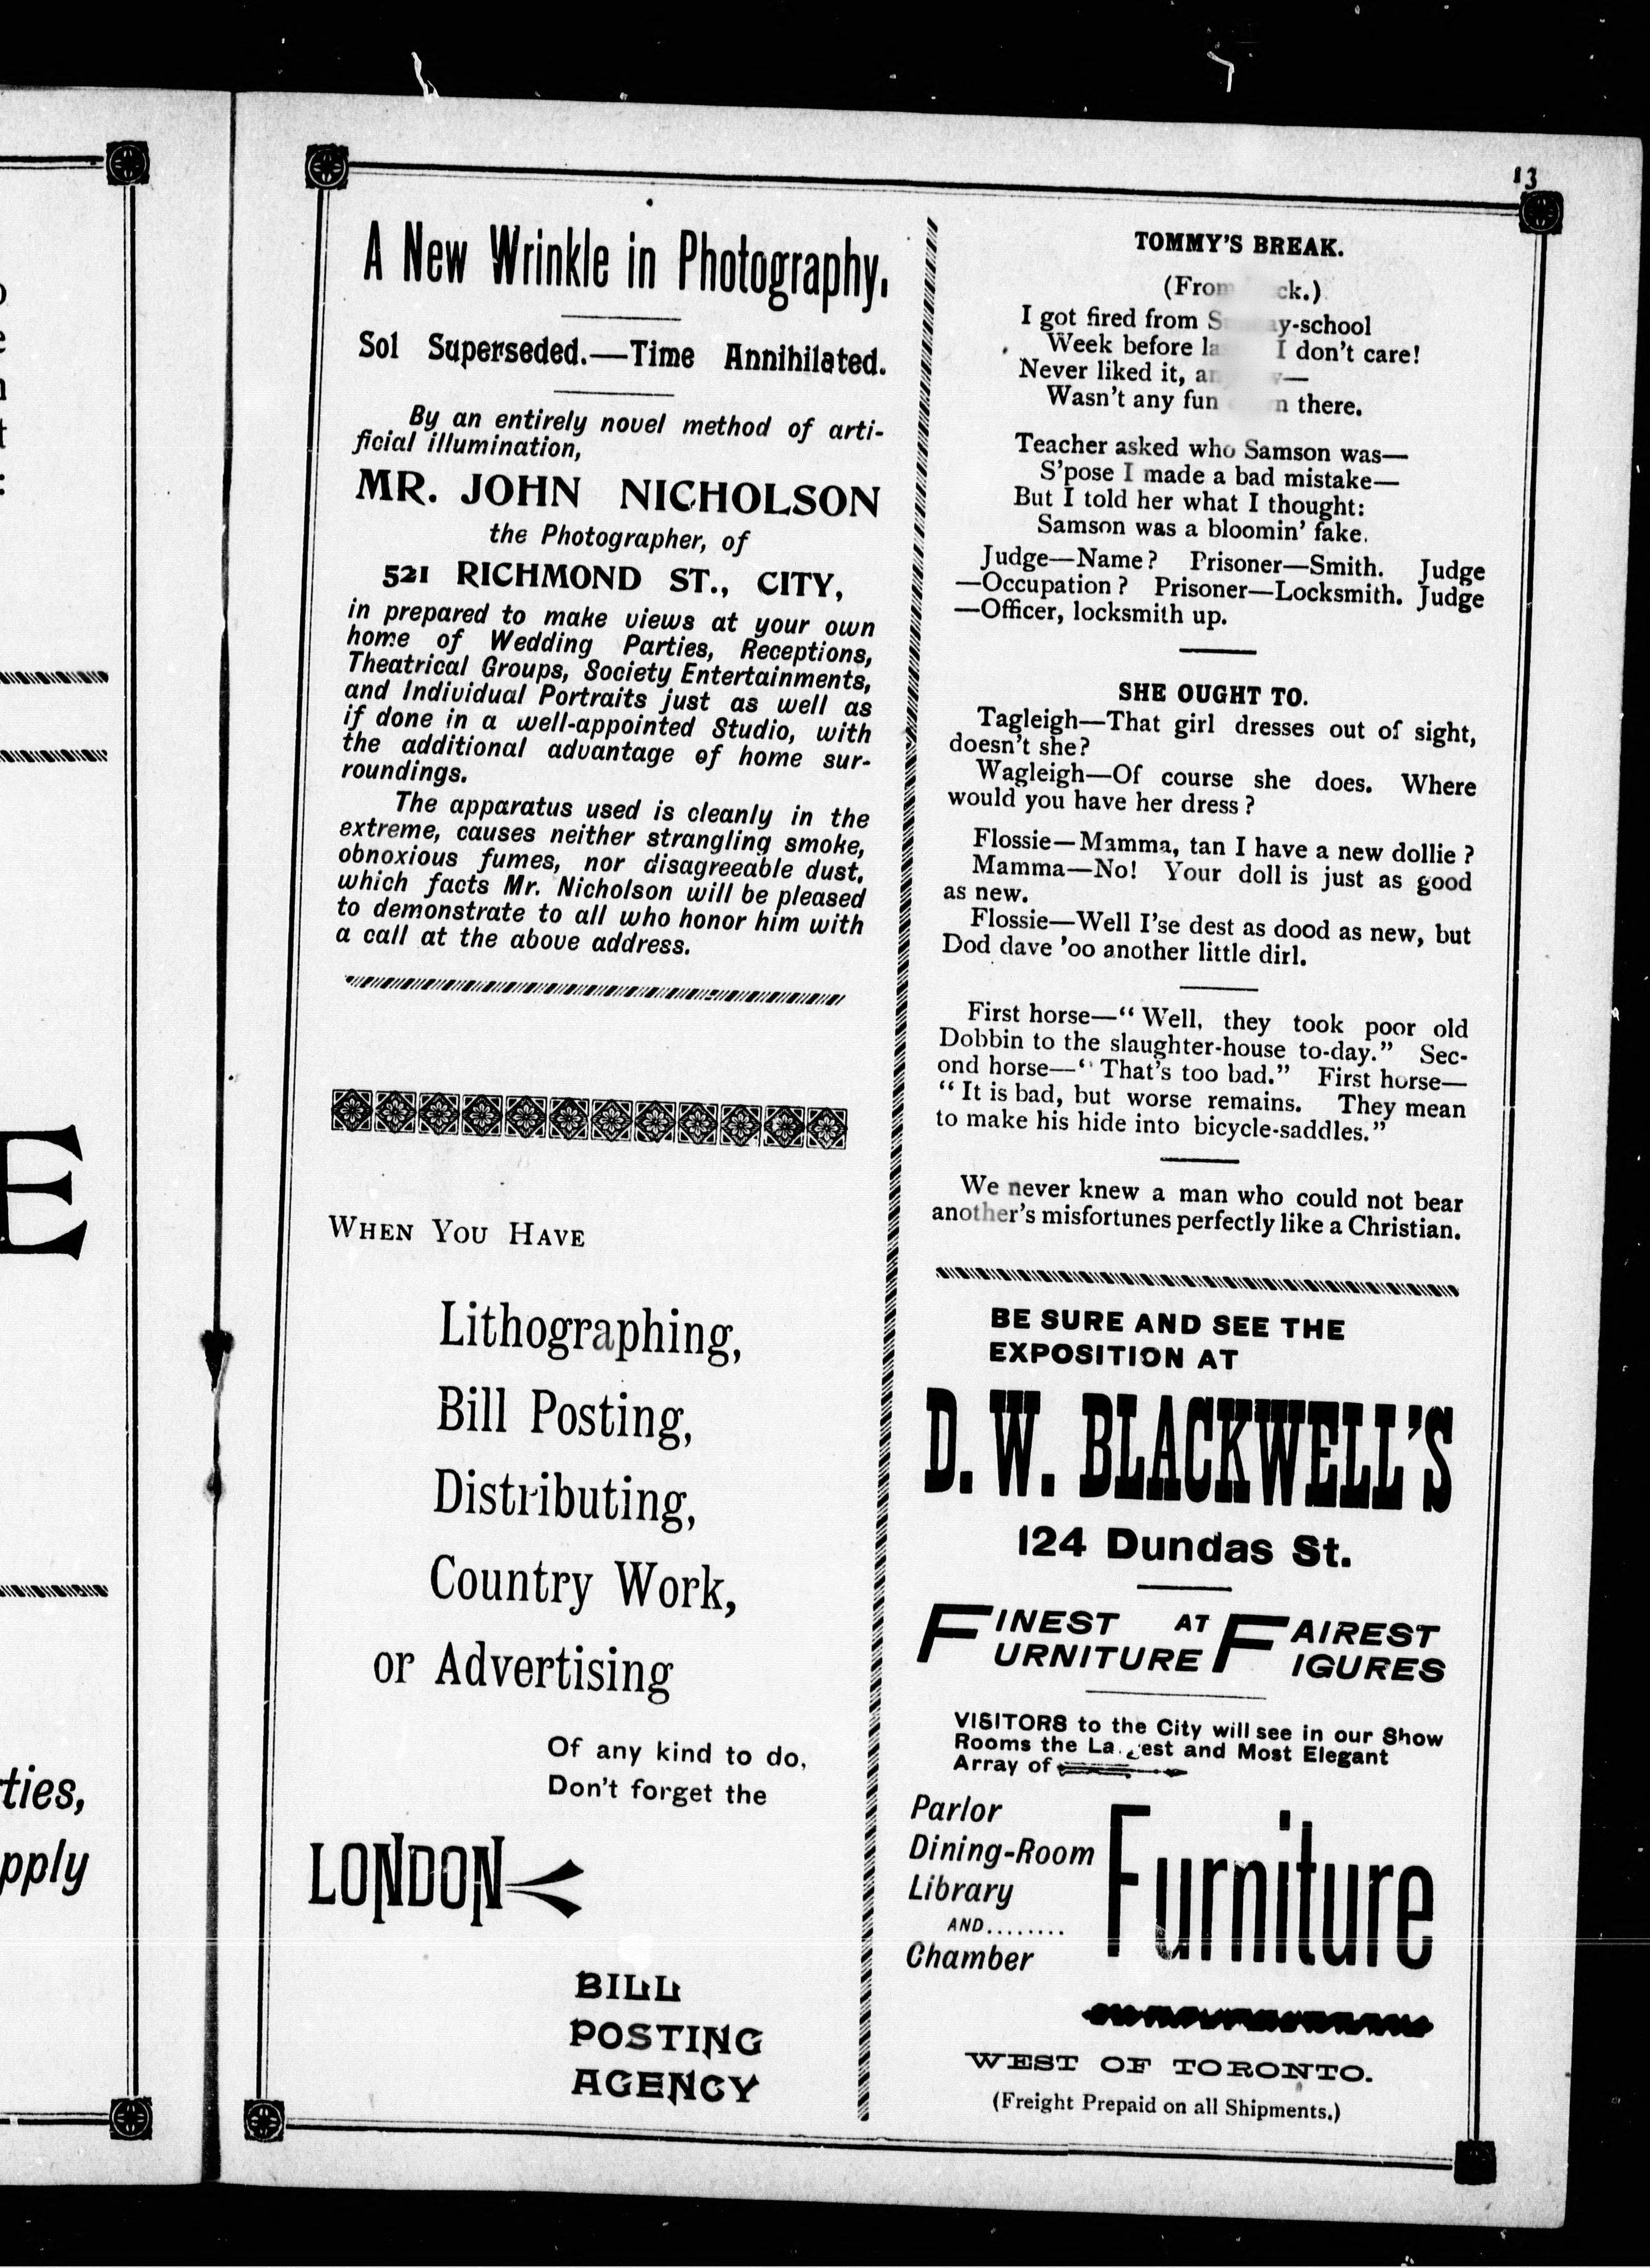 13
A New Wrinkle in Photography.
Sol Superseded.—Time Annihilated.
By an entirely novel method of arti-
ficial illumination,
MR. JOHN NICHOLSON
the Photographer, of
521 RICHMOND ST., CITY,
in prepared to make views at your own
home of Wedding Parties, Receptions,
Theatrical Groups, Society Entertainments,
and Individual Portraits just as well as
if done in a well-appointed Studio, with
the additional advantage of home sur-
roundings.
The apparatus used is cleanly in the
extreme, causes neither strangling smoke,
obnoxious fumes, nor disagreeable dust,
which facts Mr. Nicholson will be pleased
to demonstrate to all who honor him with
a call at the above address.
WHEN YOU HAVE
Lithographing,
Bill Posting,
Distributing,
Country Work,
or Advertising
Of any kind to do,
Don't forget the
LONDON
BILL
POSTING
AGENCY
TOMMY'S BREAK.
(From
I got fired from Sunday-school
Week before I don't care!
Never liked it,
Wasn't any fun there.
Teacher asked who Samson was—
S'pose I made a bad mistake—
But I told her what I thought:
Samson was a bloomin' fake.
Judge—Name? Prisoner—Smith. Judge
—Occupation? Prisoner—Locksmith. Judge
—Officer, locksmith up.
SHE OUGHT TO.
Tagleigh—That girl dresses out of sight,
doesn't she?
Wagleigh—Of course she does. Where
would you have her dress?
Flossie—Mamma, tan I have a new dollie?
Mamma—No! Your doll is just as good
as new.
Flossie—Well I'se dest as dood as new, but
Dod dave 'oo another little dirl.
First horse—"Well, they took poor old
Dobbin to the slaughter-house to-day." Sec-
ond horse—"That's too bad." First horse—
"It is bad, but worse remains. They mean
to make his hide into bicycle-saddles."
We never knew a man who could not bear
another's misfortunes perfectly like a Christian.
BE SURE AND SEE THE
EXPOSITION AT
D. W. BLACKWELL'S
124 Dundas St.
FINEST AT FAIREST
FURNITURE FIGURES
VISITORS to the City will see in our Show
Rooms the Largest and Most Elegant
Array of
Parlor
Dining-Room
Library
AND........
Chamber
Furniture
WEST OF TORONTO.
(Freight Prepaid on all Shipments.)
E
ties,
pply